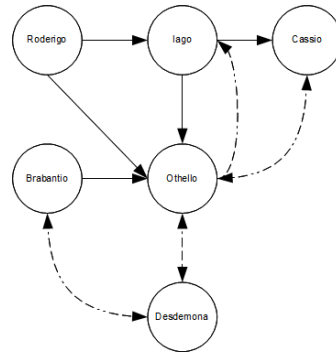 Roderigo
Iago
Cassio
Brabantio
Othello
Desdemona